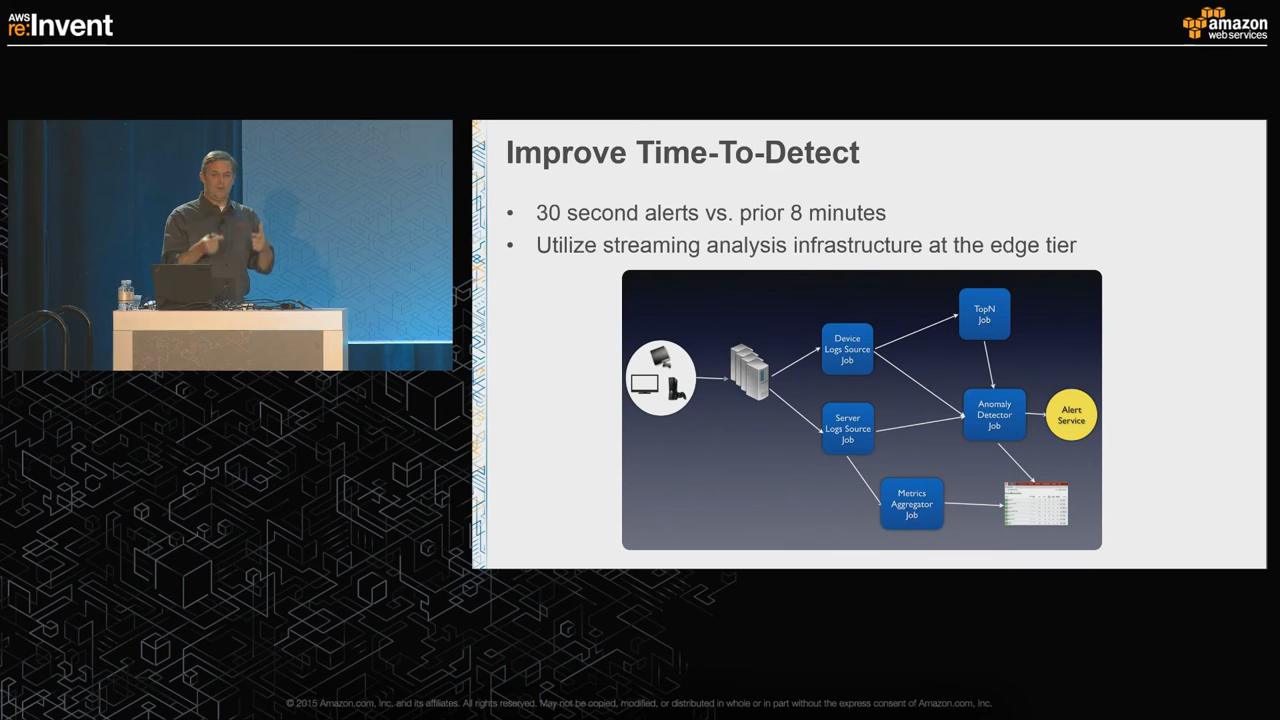 AWS
re:Invent
amazon
web services
Improve Time-To-Detect
• 30 second alerts vs. prior 8 minutes
• Utilize streaming analysis infrastructure at the edge tier
TopN
Job
Device
Logs Source
Job
Server
Logs Source
Job
Anomaly
Detector
Job
Alert
Service
Metrics
Aggregator
Job
© 2015 Amazon.com, Inc. and its affiliates. All rights reserved. May not be copied, modified, or distributed in whole or in part without the express consent of Amazon.com, Inc.